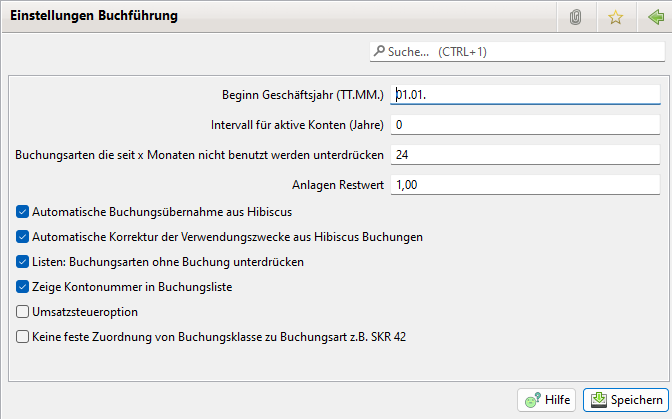 Einstellungen Buchführung
Suche... (CTRL+1)
Beginn Geschäftsjahr (TT.MM.) 01.01.
Intervall für aktive Konten (Jahre) 0
Buchungsarten die seit x Monaten nicht benutzt werden unterdrücken 24
Anlagen Restwert 1,00
Automatische Buchungsübernahme aus Hibiscus
Automatische Korrektur der Verwendungszwecke aus Hibiscus Buchungen
Listen: Buchungsarten ohne Buchung unterdrücken
Zeige Kontonummer in Buchungsliste
Umsatzsteueroption
Keine feste Zuordnung von Buchungsklasse zu Buchungsart z.B. SKR 42
Hilfe Speichern